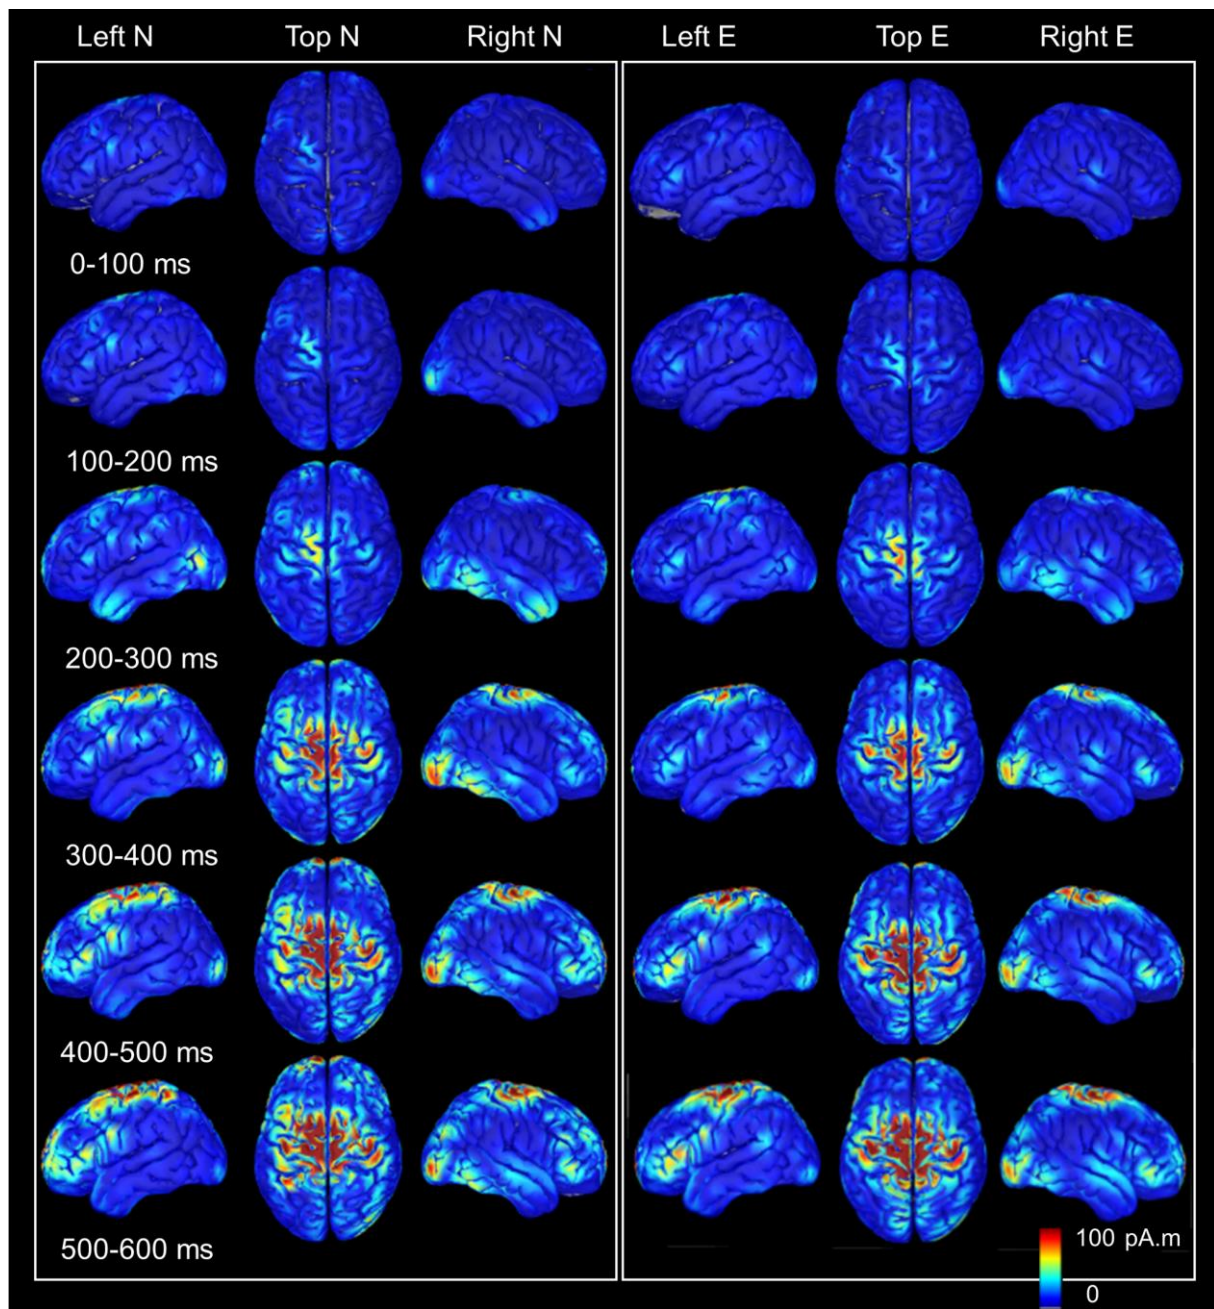 Left N Top N Right N Left E Top E Right E
0-100 ms
100-200 ms
200-300 ms
300-400 ms
400-500 ms
500-600 ms
100 pA.m
0